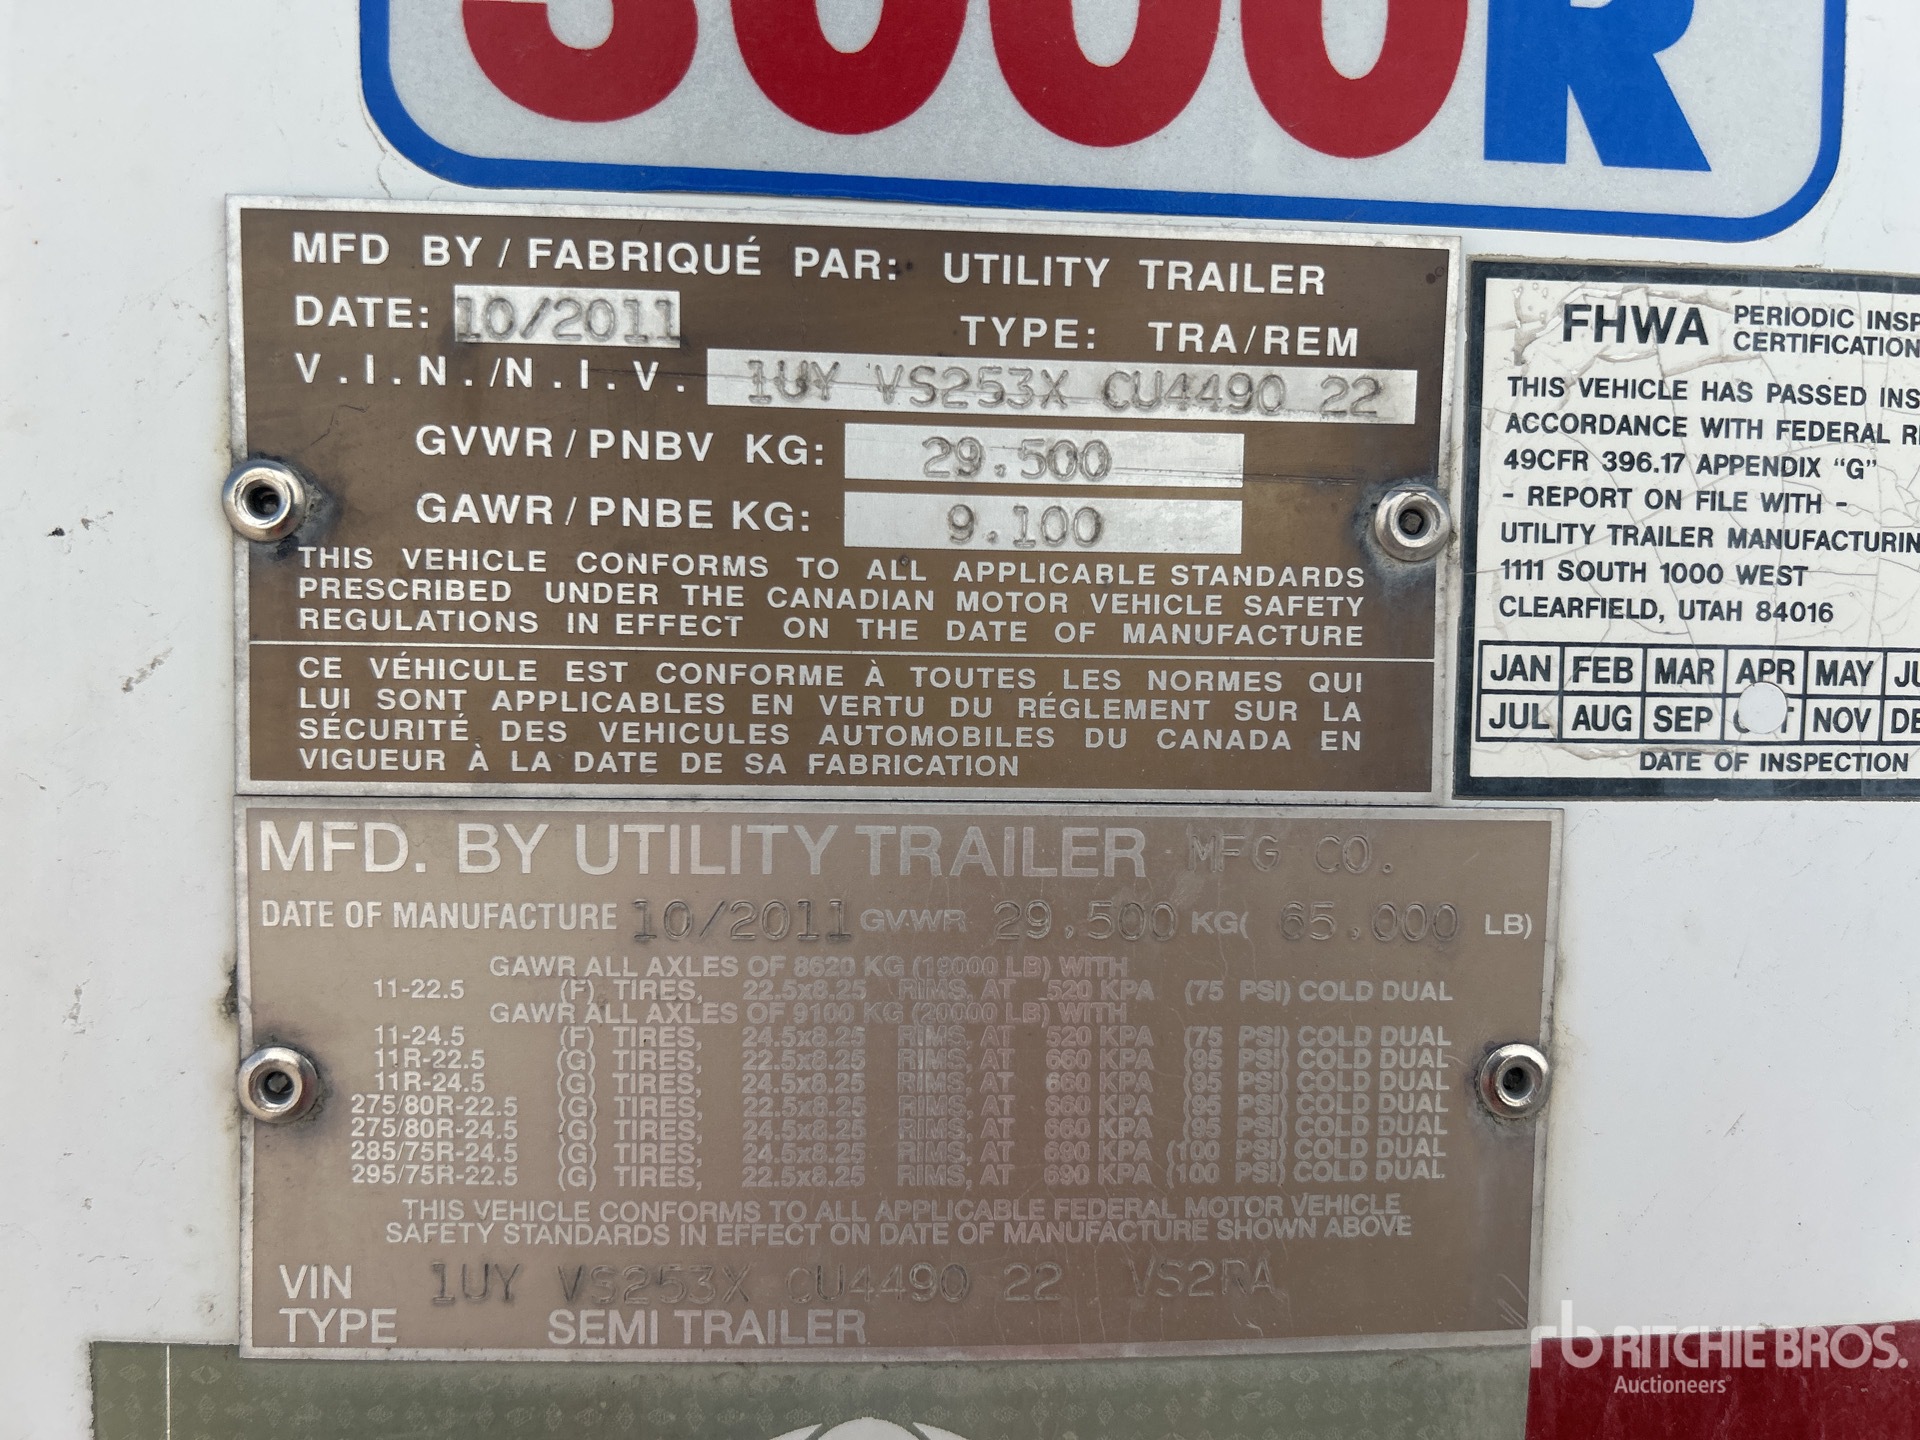 3000R
MFD BY / FABRIQUÉ PAR: UTILITY TRAILER
DATE: 10/2011 TYPE: TRA/REM
V.I.N./N.I.V. 1UY VS253X CU4490 22
GVWR/PNBV KG: 29,500
GAWR/PNBE KG: 9,100
THIS VEHICLE CONFORMS TO ALL APPLICABLE STANDARDS
PRESCRIBED UNDER THE CANADIAN MOTOR VEHICLE SAFETY
REGULATIONS IN EFFECT ON THE DATE OF MANUFACTURE
CE VÉHICULE EST CONFORME À TOUTES LES NORMES QUI
LUI SONT APPLICABLES EN VERTU DU RÉGLEMENT SUR LA
SÉCURITÉ DES VEHICULES AUTOMOBILES DU CANADA EN
VIGUEUR À LA DATE DE SA FABRICATION
FHWA PERIODIC INSP
CERTIFICATION
THIS VEHICLE HAS PASSED INS
ACCORDANCE WITH FEDERAL R
49CFR 396.17 APPENDIX "G"
- REPORT ON FILE WITH -
UTILITY TRAILER MANUFACTURIN
1111 SOUTH 1000 WEST
CLEARFIELD, UTAH 84016
JAN FEB MAR APR MAY JU
JUL AUG SEP OCT NOV DE
DATE OF INSPECTION
MFD. BY UTILITY TRAILER MFG CO.
DATE OF MANUFACTURE 10/2011 GVWR 29,500 KG( 65,000 LB)
GAWR ALL AXLES OF 8620 KG (19000 LB) WITH
11-22.5 (F) TIRES, 22.5x8.25 RIMS, AT 520 KPA (75 PSI) COLD DUAL
GAWR ALL AXLES OF 9100 KG (20000 LB) WITH
11-24.5 (F) TIRES, 24.5x8.25 RIMS, AT 520 KPA (75 PSI) COLD DUAL
11R-22.5 (G) TIRES, 22.5x8.25 RIMS, AT 660 KPA (95 PSI) COLD DUAL
11R-24.5 (G) TIRES, 24.5x8.25 RIMS, AT 660 KPA (95 PSI) COLD DUAL
275/80R-22.5 (G) TIRES, 22.5x8.25 RIMS, AT 660 KPA (95 PSI) COLD DUAL
275/80R-24.5 (G) TIRES, 24.5x8.25 RIMS, AT 660 KPA (95 PSI) COLD DUAL
285/75R-24.5 (G) TIRES, 24.5x8.25 RIMS, AT 690 KPA (100 PSI) COLD DUAL
295/75R-22.5 (G) TIRES, 22.5x8.25 RIMS, AT 690 KPA (100 PSI) COLD DUAL
THIS VEHICLE CONFORMS TO ALL APPLICABLE FEDERAL MOTOR VEHICLE
SAFETY STANDARDS IN EFFECT ON DATE OF MANUFACTURE SHOWN ABOVE
VIN 1UY VS253X CU4490 22 VS2RA
TYPE SEMI TRAILER
rb RITCHIE BROS.
Auctioneers